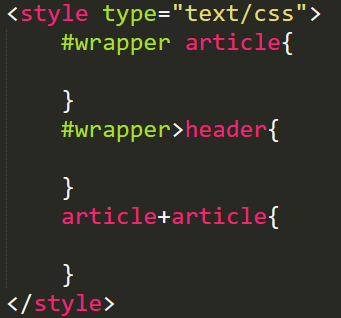 <style type="text/css">
#wrapper article{
}
#wrapper>header{
}
article+article{
}
</style>